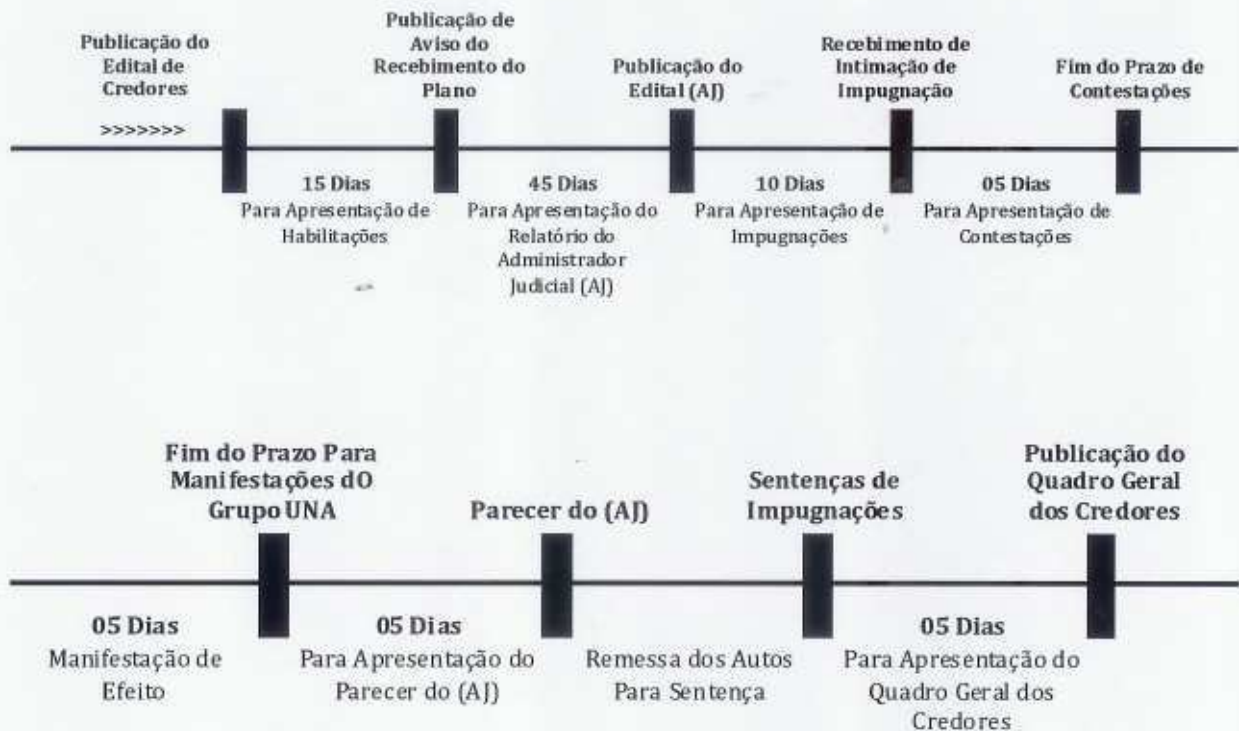 Publicação do
Edital de
Credores
>>>>>>>
Publicação de
Aviso do
Recebimento do
Plano
Publicação do
Edital (AJ)
Recebimento de
Intimação de
Impugnação
Fim do Prazo de
Contestações
15 Dias
Para Apresentação de
Habilitações
45 Dias
Para Apresentação do
Relatório do
Administrador
Judicial (AJ)
10 Dias
Para Apresentação de
Impugnações
05 Dias
Para Apresentação de
Contestações
Fim do Prazo Para
Manifestações dO
Grupo UNA
Parecer do (AJ)
Sentenças de
Impugnações
Publicação do
Quadro Geral
dos Credores
05 Dias
Manifestação de
Efeito
05 Dias
Para Apresentação do
Parecer do (AJ)
Remessa dos Autos
Para Sentença
05 Dias
Para Apresentação do
Quadro Geral dos
Credores